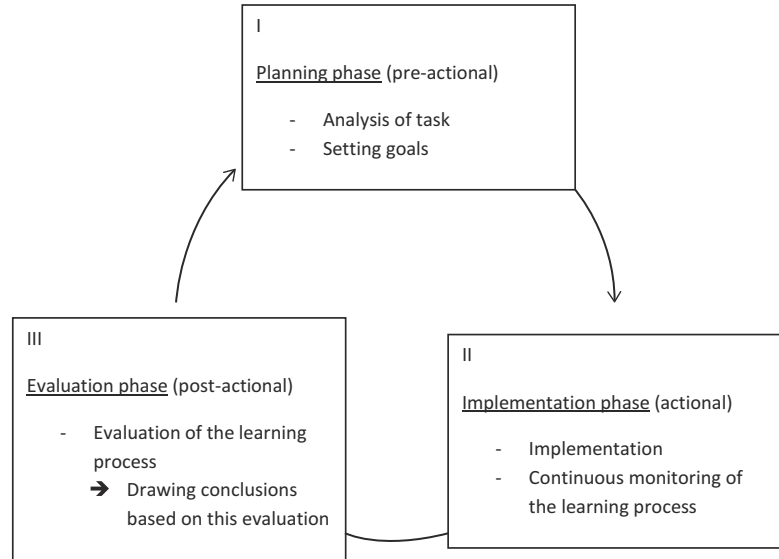 I
Planning phase (pre-actional)
- Analysis of task
- Setting goals
II
Implementation phase (actional)
- Implementation
- Continuous monitoring of
the learning process
III
Evaluation phase (post-actional)
- Evaluation of the learning
process
➔ Drawing conclusions
based on this evaluation